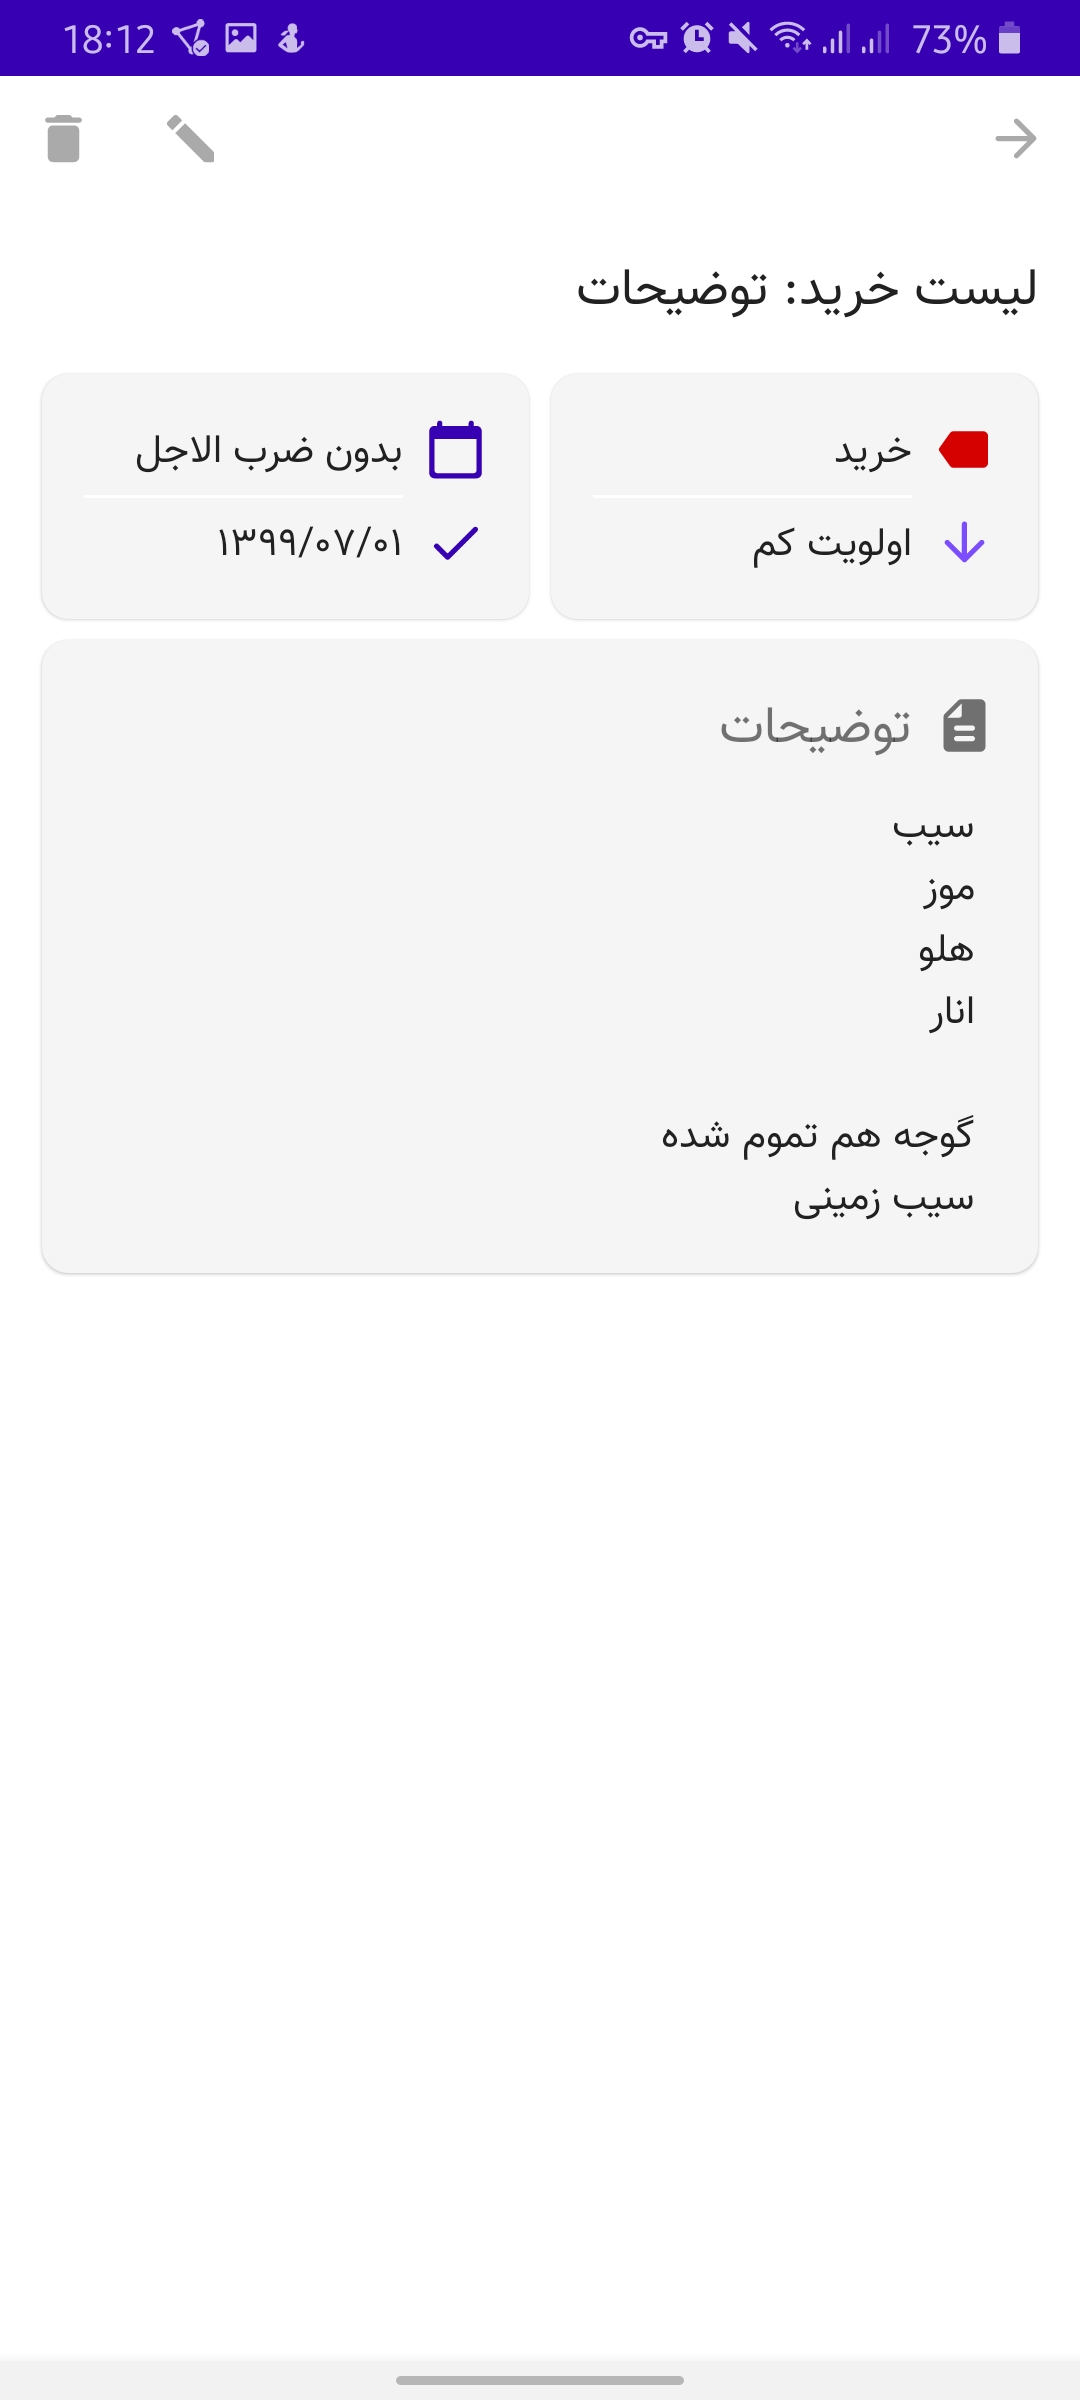 18:12 73%
لیست خرید: توضیحات
خرید
اولویت کم
بدون ضرب الاجل
۱۳۹۹/۰۷/۰۱
توضیحات
سیب
موز
هلو
انار
گوجه هم تموم شده
سیب زمینی